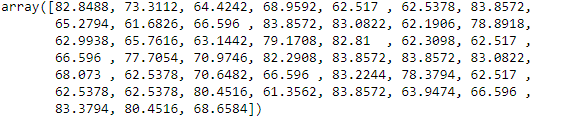 array([82.8488, 73.3112, 64.4242, 68.9592, 62.517 , 62.5378, 83.8572,
       65.2794, 61.6826, 66.596 , 83.8572, 83.0822, 62.1906, 78.8918,
       62.9938, 65.7616, 63.1442, 79.1708, 82.81  , 62.3098, 62.517 ,
       66.596 , 77.7054, 70.9746, 82.2908, 83.8572, 83.8572, 83.0822,
       68.073 , 62.5378, 70.6482, 66.596 , 83.2244, 78.3794, 62.517 ,
       62.5378, 62.5378, 80.4516, 61.3562, 83.8572, 63.9474, 66.596 ,
       83.3794, 80.4516, 68.6584])